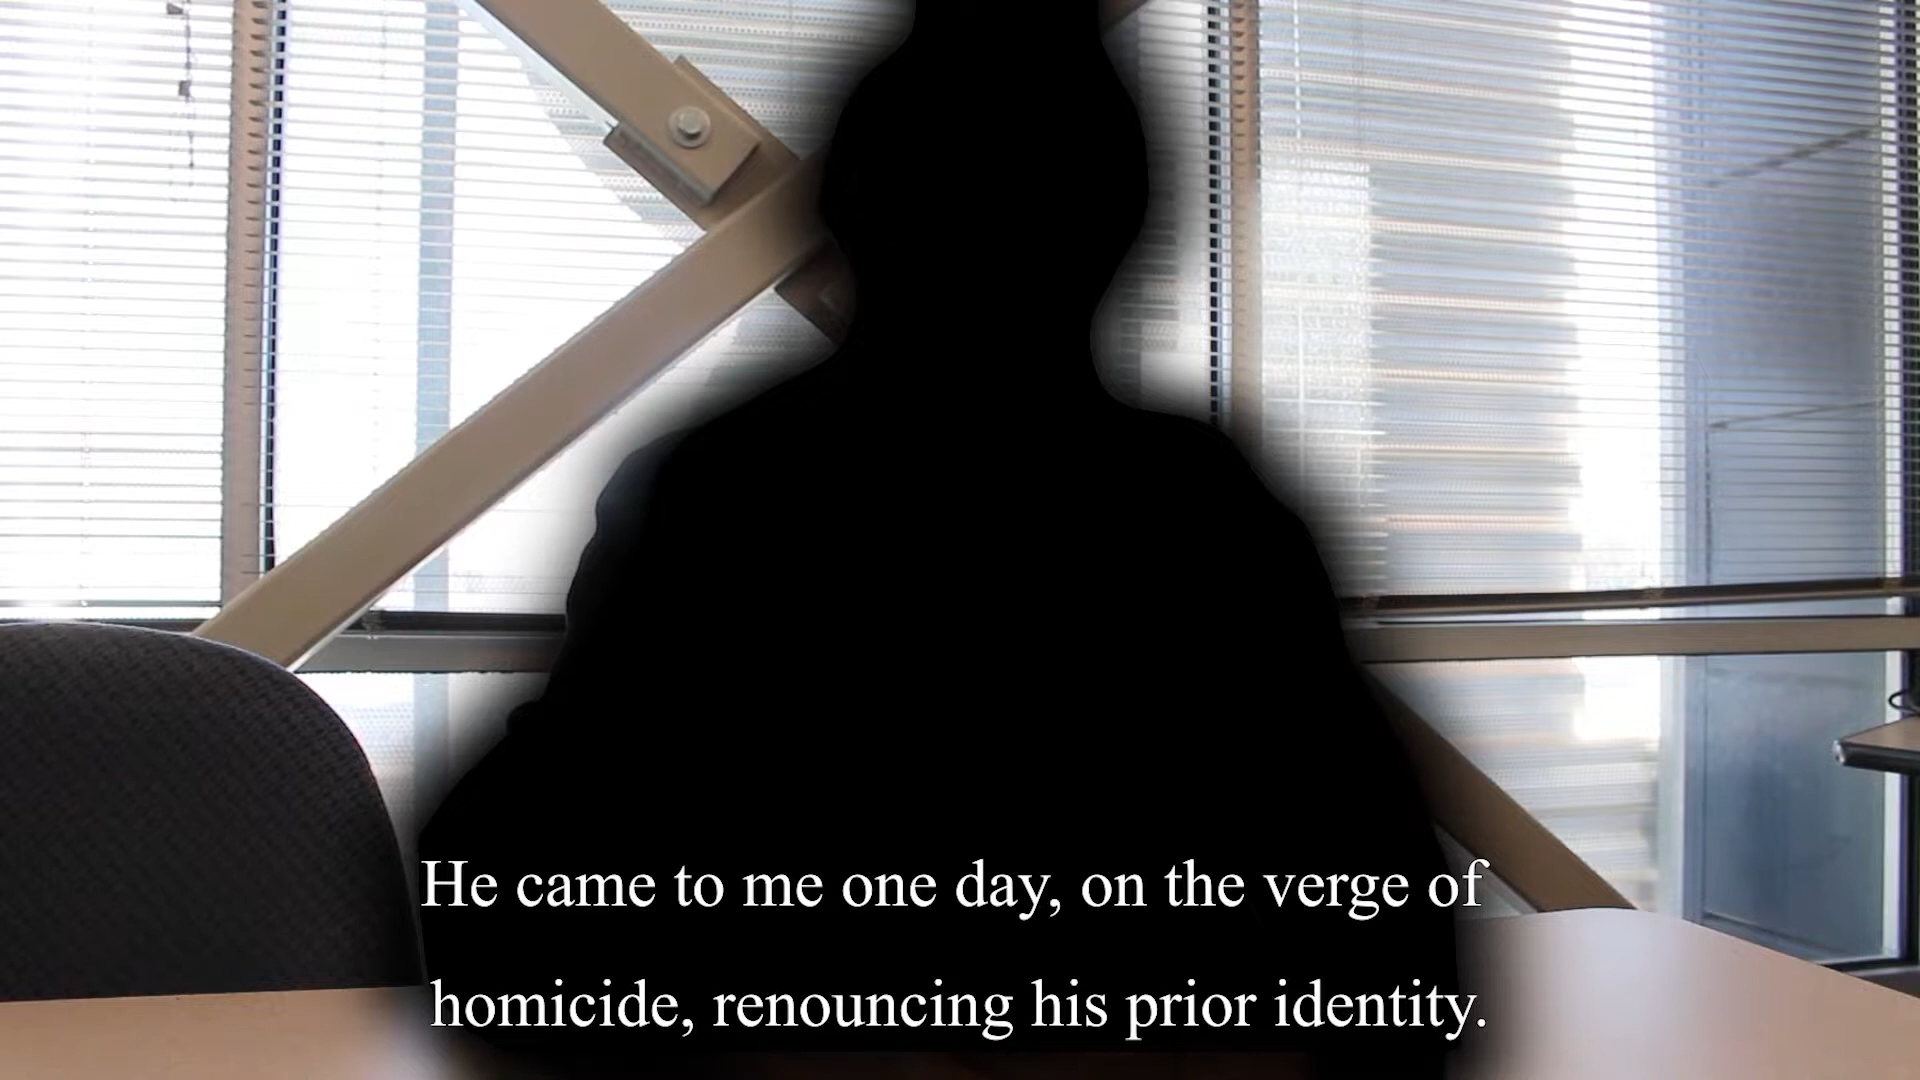 He came to me one day, on the verge of
homicide, renouncing his prior identity.